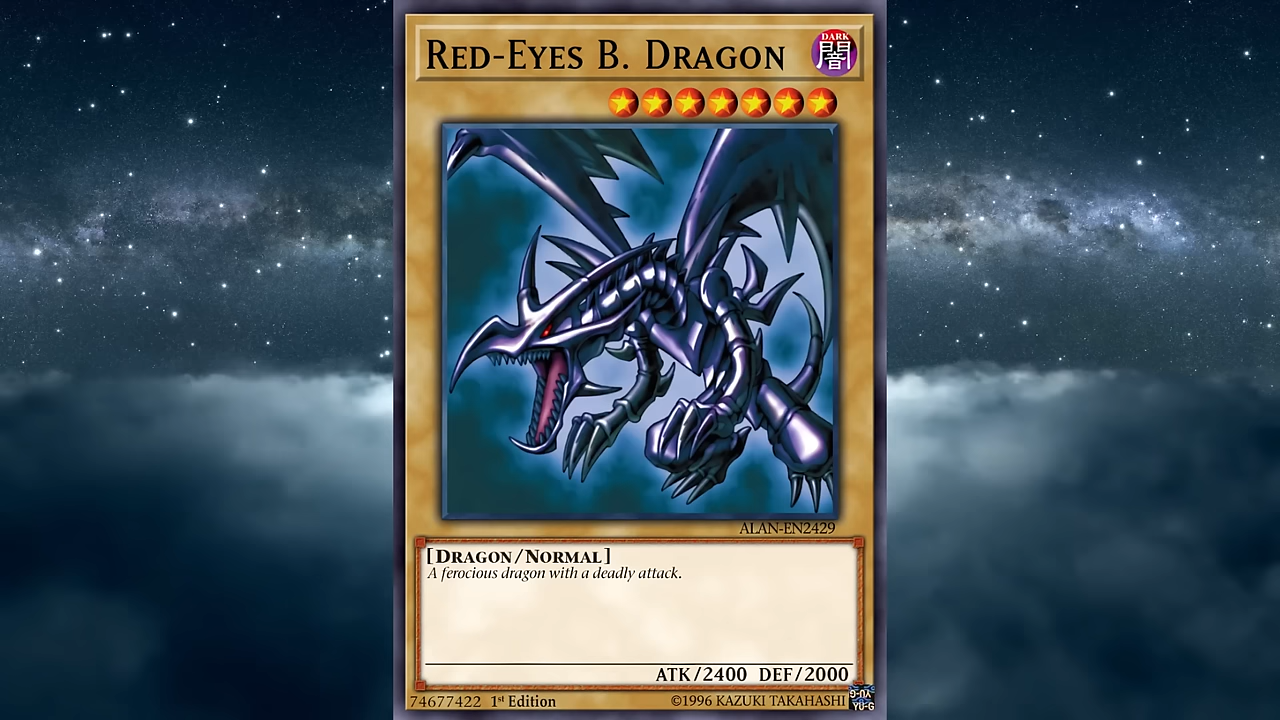 RED-EYES B. DRAGON
DARK
闇
ALAN-EN2429
[DRAGON/NORMAL]
A ferocious dragon with a deadly attack.
ATK/2400 DEF/2000
74677422 1st Edition ©1996 KAZUKI TAKAHASHI